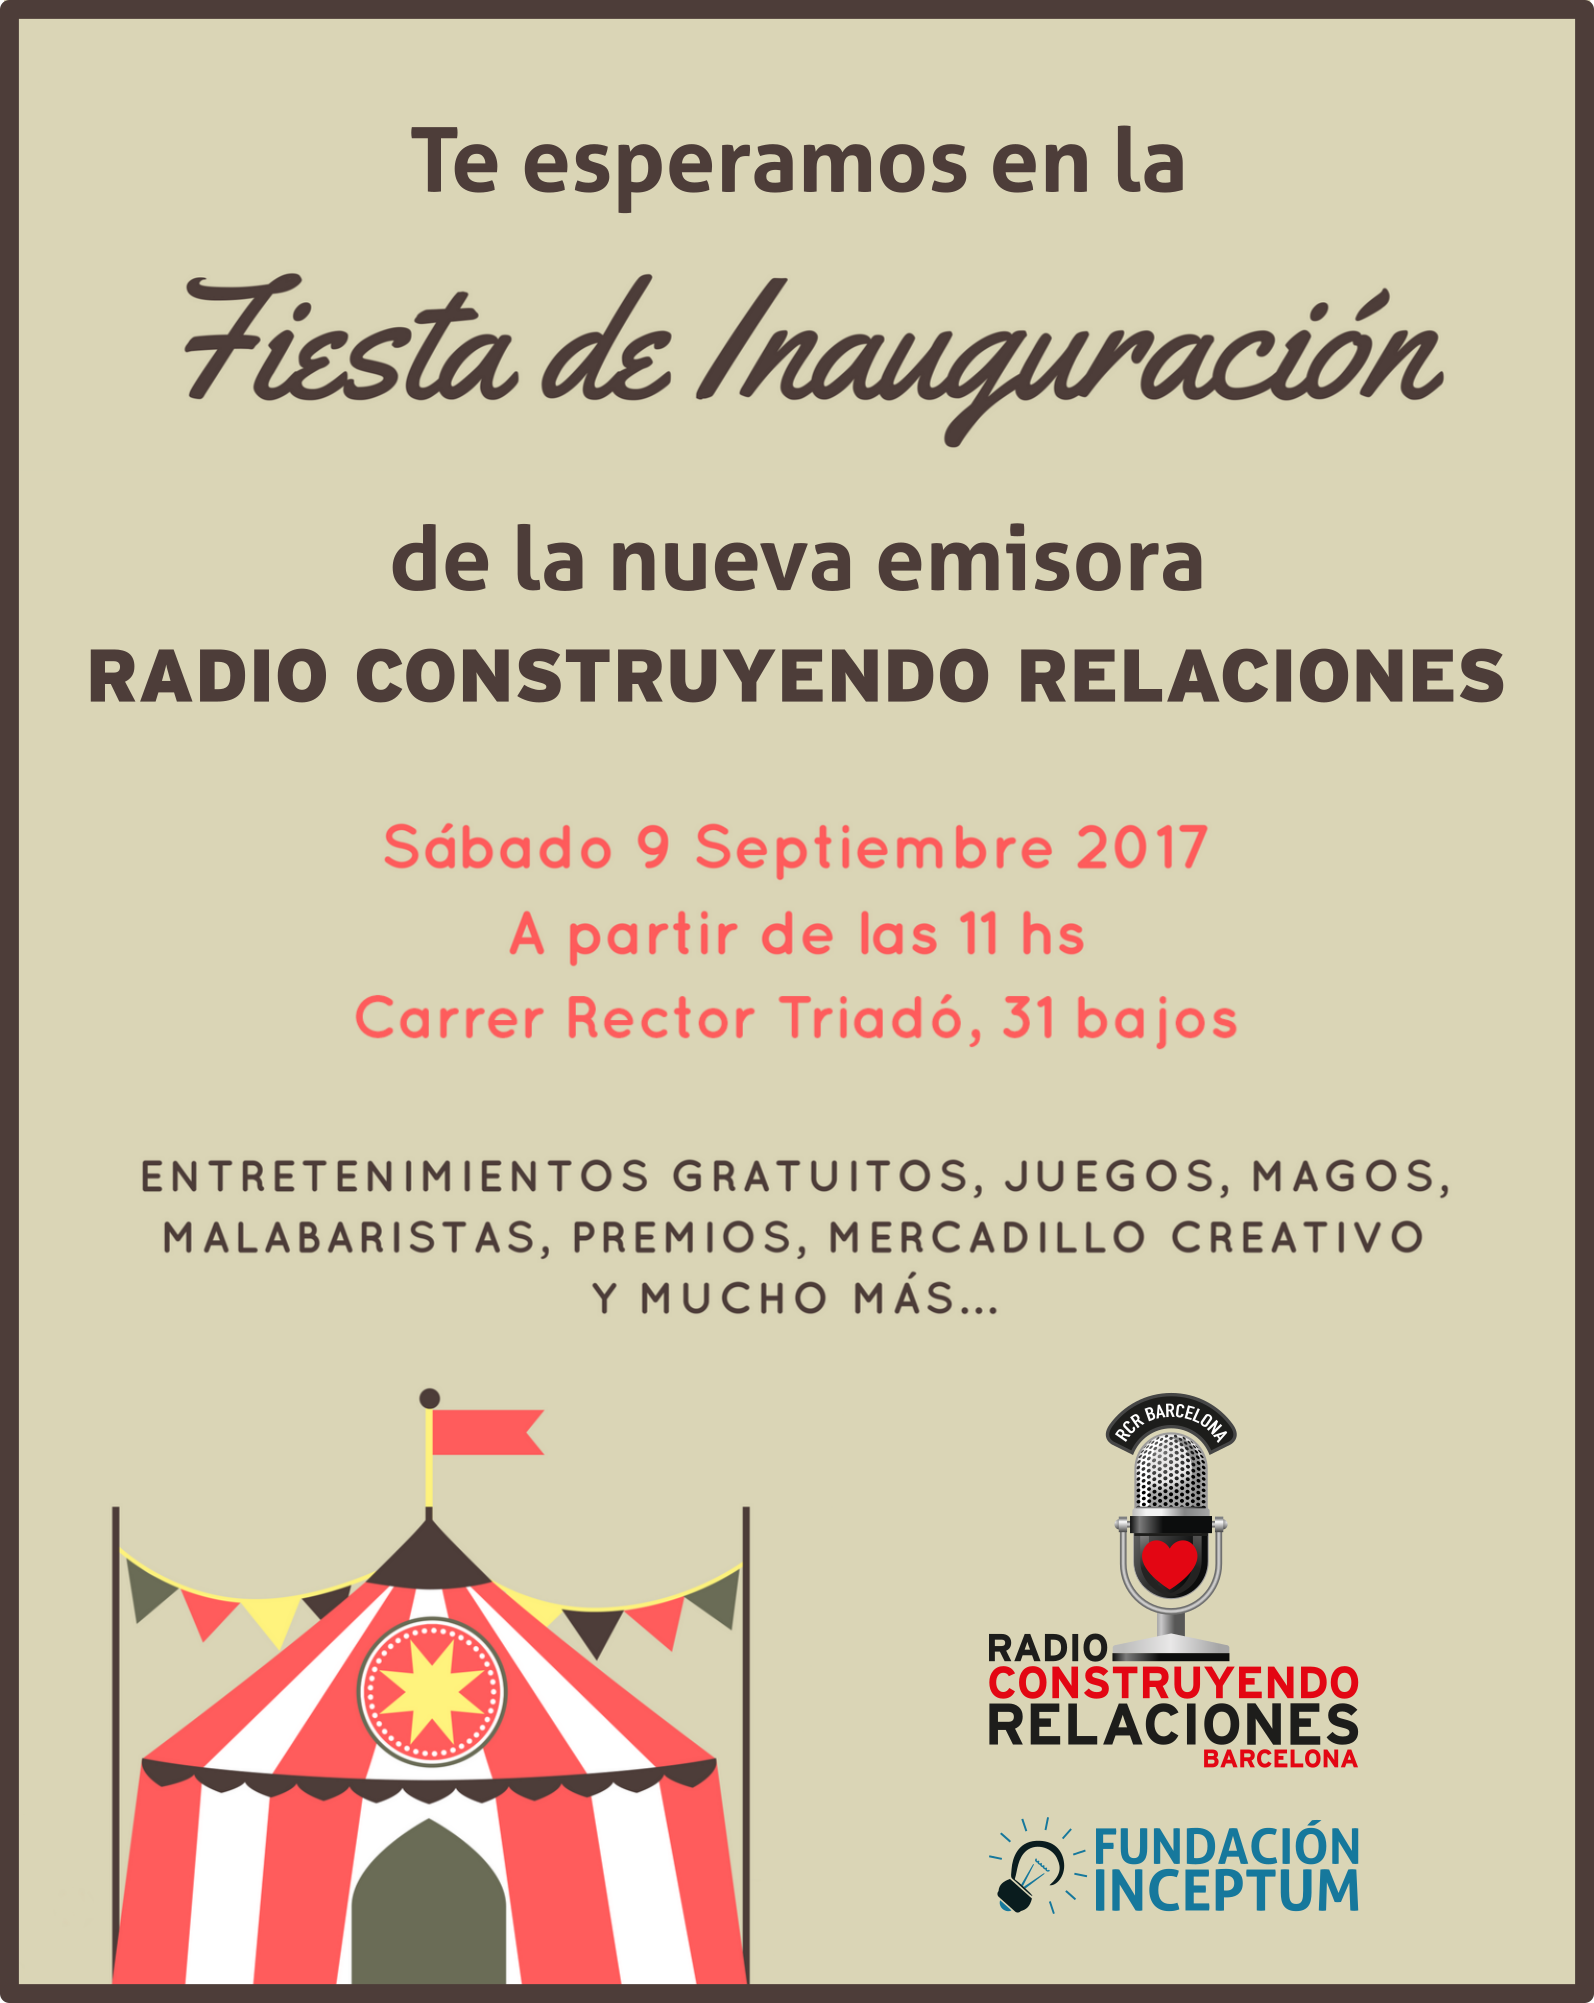 Te esperamos en la
Fiesta de Inauguración
de la nueva emisora
RADIO CONSTRUYENDO RELACIONES
Sábado 9 Septiembre 2017
A partir de las 11 hs
Carrer Rector Triadó, 31 bajos
ENTRETENIMIENTOS GRATUITOS, JUEGOS, MAGOS,
MALABARISTAS, PREMIOS, MERCADILLO CREATIVO
Y MUCHO MÁS...
RCR BARCELONA
RADIO
CONSTRUYENDO
RELACIONES
BARCELONA
FUNDACIÓN
INCEPTUM